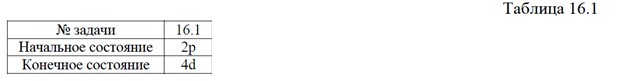 Таблица 16.1
№ задачи 16.1
Начальное состояние 2p
Конечное состояние 4d